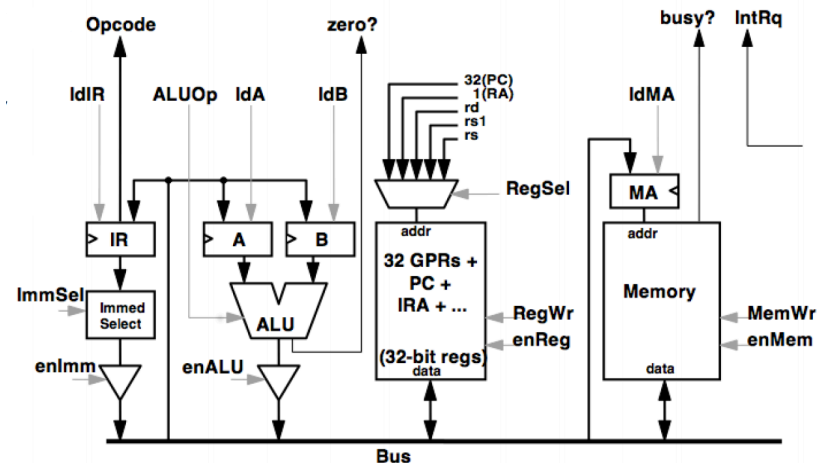 Opcode
zero?
busy?
IntRq
ldIR
ALUOp
ldA
ldB
32(PC)
1(RA)
rd
rs1
rs
ldMA
RegSel
MA
addr
addr
IR
A
B
32 GPRs +
PC +
IRA + ...
Memory
ImmSel
Immed
Select
ALU
RegWr
MemWr
enReg
enMem
(32-bit regs)
data
data
enImm
enALU
Bus